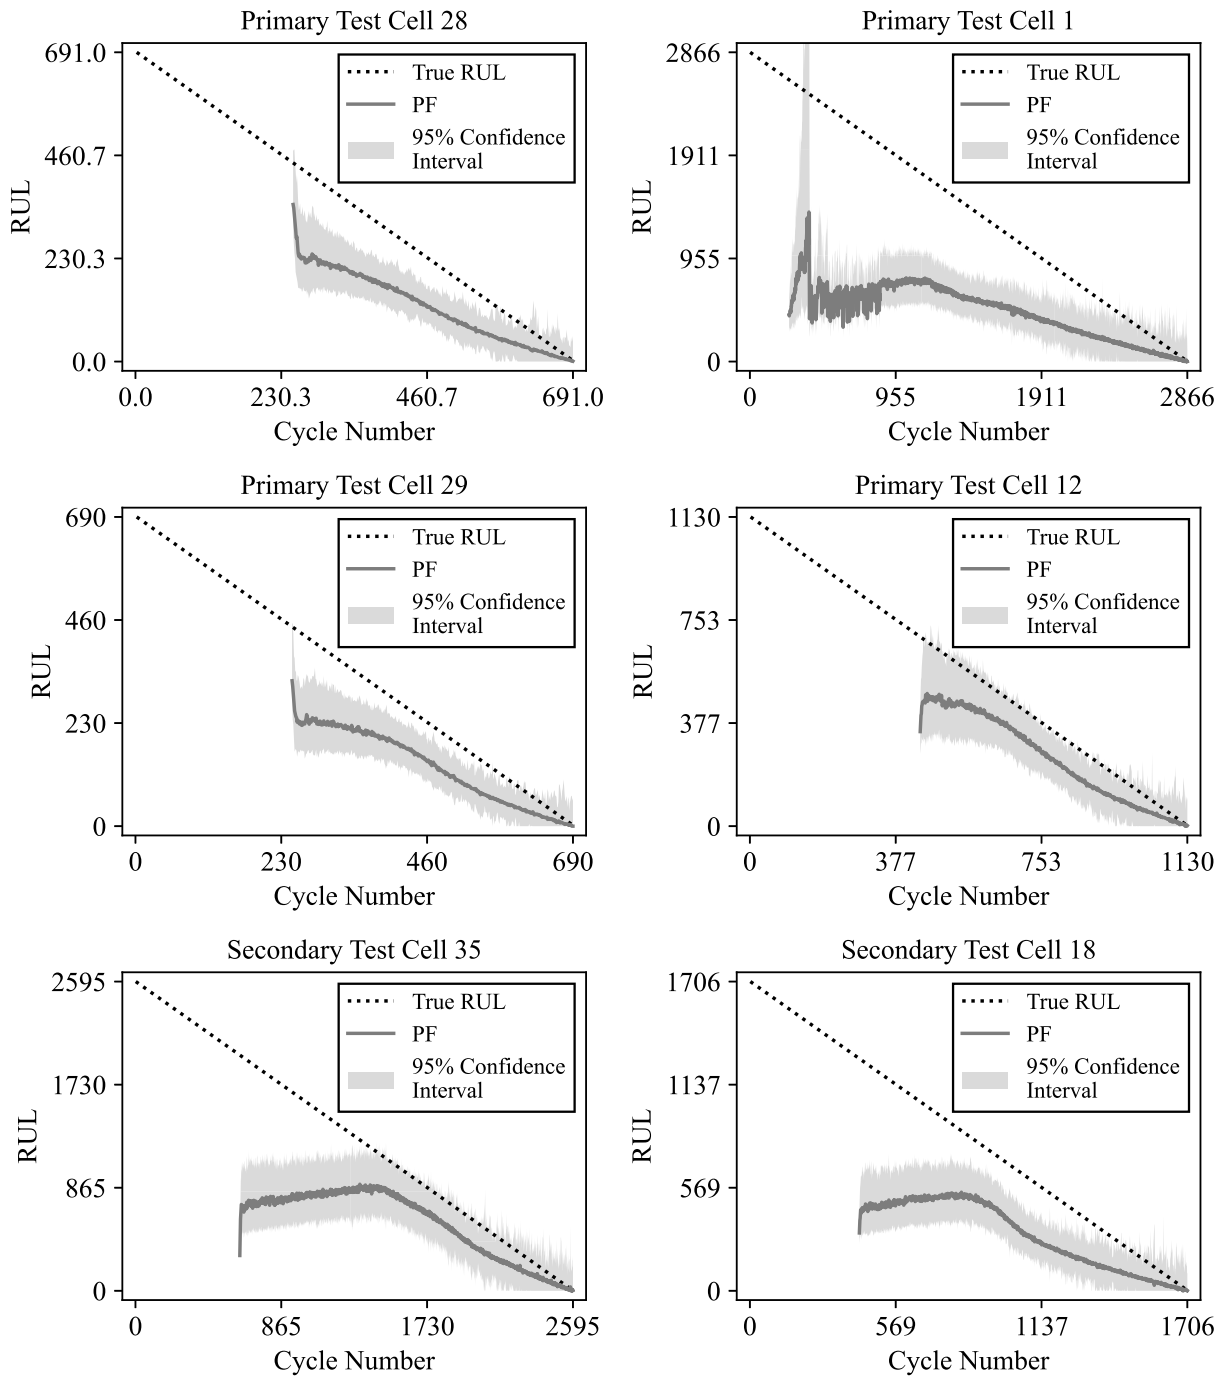 Primary Test Cell 28
691.0
460.7
230.3
0.0
RUL
True RUL
PF
95% Confidence
Interval
0.0 230.3 460.7 691.0
Cycle Number
Primary Test Cell 1
2866
1911
955
0
RUL
True RUL
PF
95% Confidence
Interval
0 955 1911 2866
Cycle Number
Primary Test Cell 29
690
460
230
0
RUL
True RUL
PF
95% Confidence
Interval
0 230 460 690
Cycle Number
Primary Test Cell 12
1130
753
377
0
RUL
True RUL
PF
95% Confidence
Interval
0 377 753 1130
Cycle Number
Secondary Test Cell 35
2595
1730
865
0
RUL
True RUL
PF
95% Confidence
Interval
0 865 1730 2595
Cycle Number
Secondary Test Cell 18
1706
1137
569
0
RUL
True RUL
PF
95% Confidence
Interval
0 569 1137 1706
Cycle Number